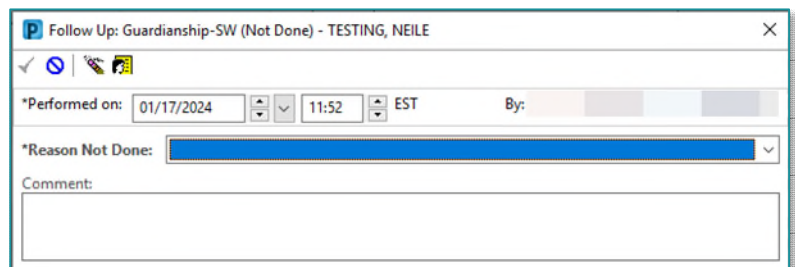 P Follow Up: Guardianship-SW (Not Done) - TESTING, NEILE
*Performed on: 01/17/2024 11:52 EST By:
*Reason Not Done:
Comment: